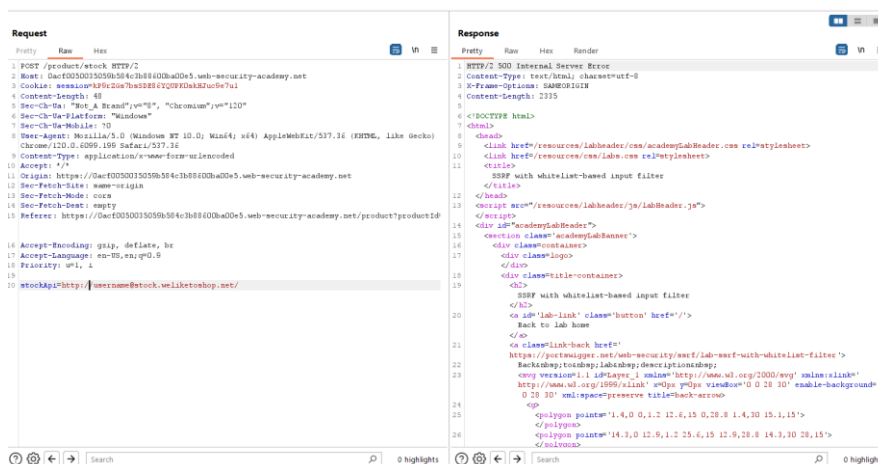 Request
Pretty Raw Hex
\n
1 POST /product/stock HTTP/2
2 Host: 0acf0050035059b584c3b88600ba00e5.web-security-academy.net
3 Cookie:
4 Content-Length: 48
5 Sec-Ch-Ua: "Not_A Brand";v="8", "Chromium";v="120"
6 Sec-Ch-Ua-Platform: "Windows"
7 Sec-Ch-Ua-Mobile: ?0
8 User-Agent: Mozilla/5.0 (Windows NT 10.0; Win64; x64) AppleWebKit/537.36 (KHTML, like Gecko)
Chrome/120.0.6099.199 Safari/537.36
9 Content-Type: application/x-www-form-urlencoded
10 Accept: */*
11 Origin: https://0acf0050035059b584c3b88600ba00e5.web-security-academy.net
12 Sec-Fetch-Site: same-origin
13 Sec-Fetch-Mode: cors
14 Sec-Fetch-Dest: empty
15 Referer: https://0acf0050035059b584c3b88600ba00e5.web-security-academy.net/product?productId
16 Accept-Encoding: gzip, deflate, br
17 Accept-Language: en-US,en;q=0.9
18 Priority: u=1, i
19
20 stockApi=http://username@stock.weliketoshop.net/
Search
0 highlights
Response
Pretty Raw Hex Render
\n
1 HTTP/2 500 Internal Server Error
2 Content-Type: text/html; charset=utf-8
3 X-Frame-Options: SAMEORIGIN
4 Content-Length: 2335
5
6 <!DOCTYPE html>
7 <html>
8 <head>
9 <link href=/resources/labheader/css/academyLabHeader.css rel=stylesheet>
10 <link href=/resources/css/labs.css rel=stylesheet>
11 <title>
SSRF with whitelist-based input filter
</title>
12 </head>
13 <script src="/resources/labheader/js/labHeader.js">
</script>
14 <div id="academyLabHeader">
15 <section class='academyLabBanner'>
16 <div class=container>
17 <div class=logo>
</div>
18 <div class=title-container>
19 <h2>
SSRF with whitelist-based input filter
</h2>
20 <a id='lab-link' class='button' href='/'>
Back to lab home
</a>
21 <a class=link-back href='
https://portswigger.net/web-security/ssrf/lab-ssrf-with-whitelist-filter'>
22 Back&nbsp;to&nbsp;lab&nbsp;description&nbsp;
23 <svg version=1.1 id=Layer_1 xmlns='http://www.w3.org/2000/svg' xmlns:xlink='
http://www.w3.org/1999/xlink' x=0px y=0px viewBox='0 0 28 30' enable-background=
0 0 28 30' xml:space=preserve title=back-arrow>
24 <g>
25 <polygon points='1.4,0 0,1.2 12.6,15 0,28.8 1.4,30 15.1,15'>
</polygon>
26 <polygon points='14.3,0 12.9,1.2 25.6,15 12.9,28.8 14.3,30 28,15'>
</polygon>
Search
0 highligh